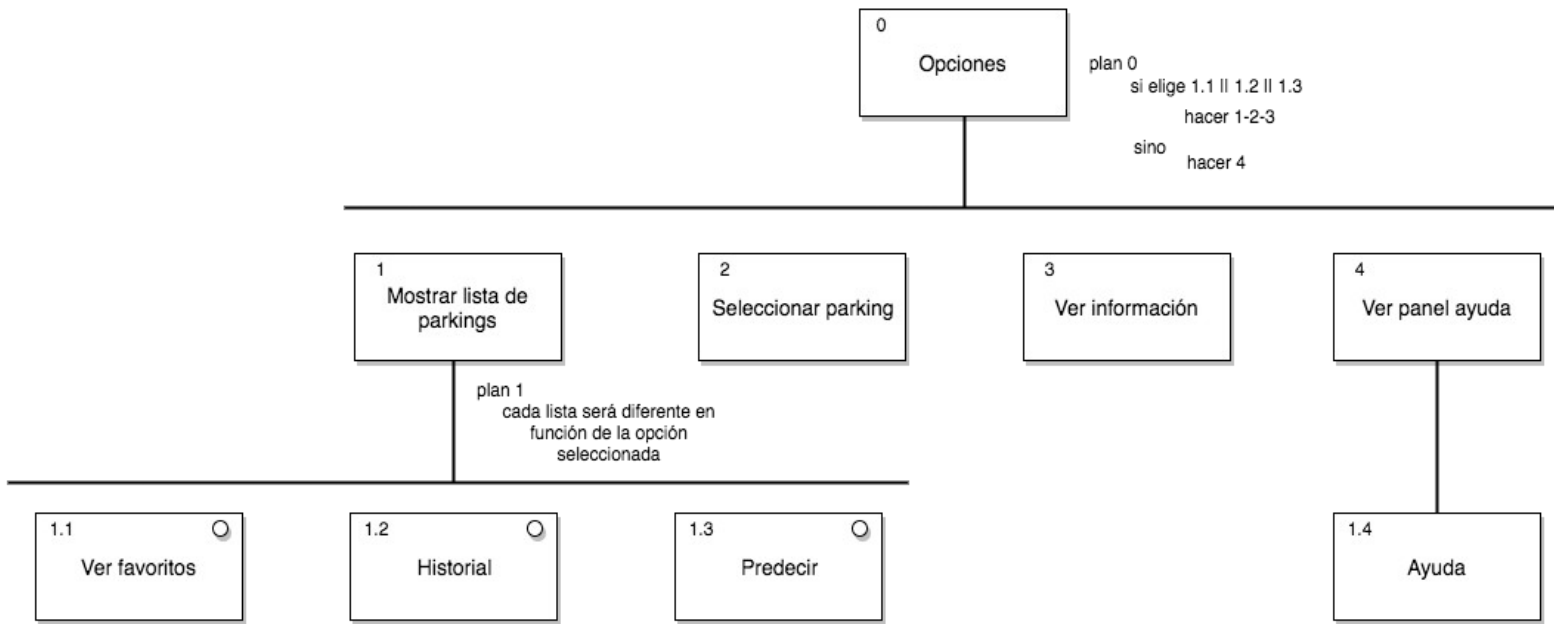 0
Opciones
plan 0
si elige 1.1 || 1.2 || 1.3
hacer 1-2-3
sino
hacer 4
1
Mostrar lista de
parkings
2
Seleccionar parking
3
Ver información
4
Ver panel ayuda
plan 1
cada lista será diferente en
función de la opción
seleccionada
1.1
Ver favoritos
1.2
Historial
1.3
Predecir
1.4
Ayuda